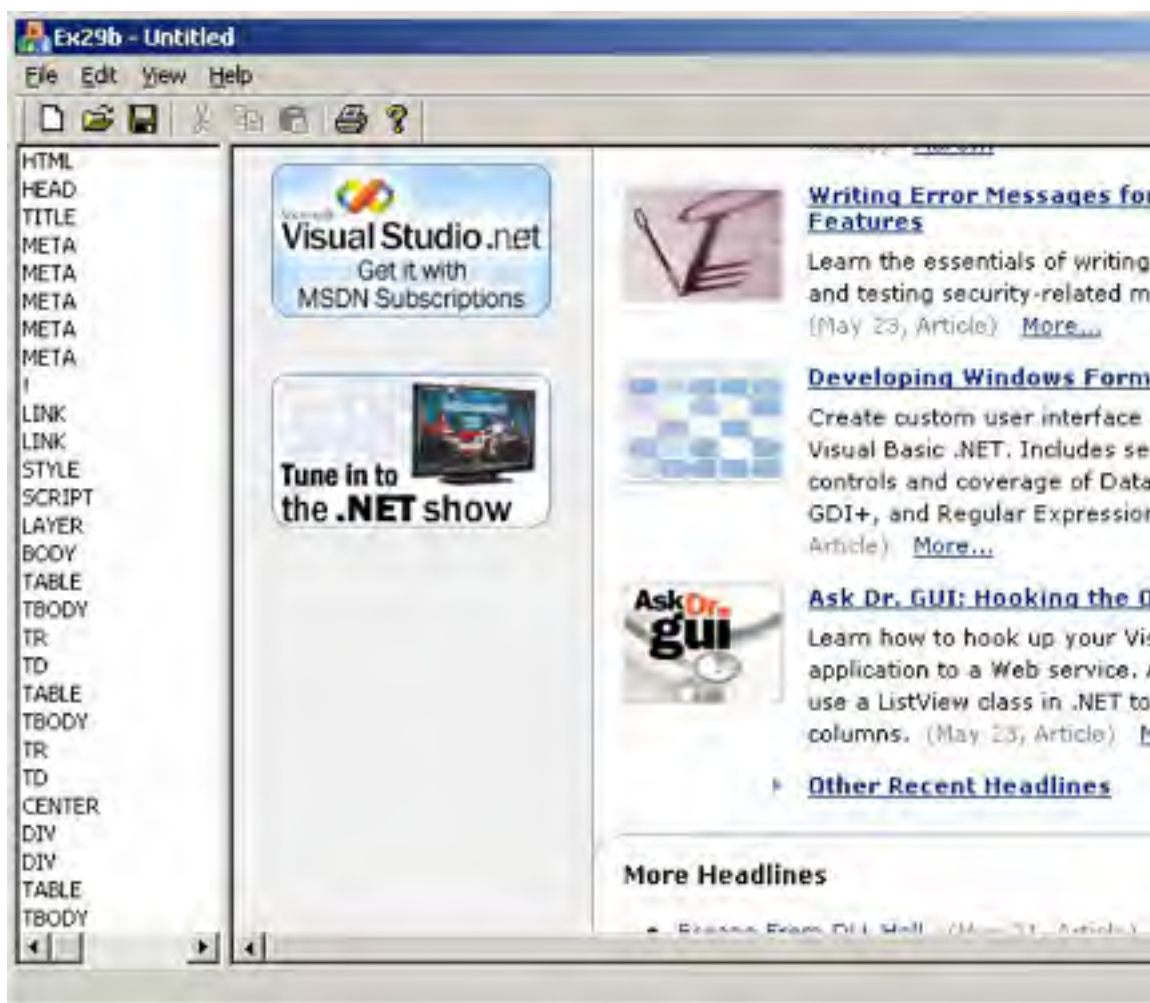 Ex29b - Untitled
File Edit View Help
HTML
HEAD
TITLE
META
META
META
META
META
!
LINK
LINK
STYLE
SCRIPT
LAYER
BODY
TABLE
TBODY
TR
TD
TABLE
TBODY
TR
TD
CENTER
DIV
DIV
TABLE
TBODY
Visual Studio.net
Get it with
MSDN Subscriptions
Tune in to
the .NET show
Writing Error Messages for
Features
Learn the essentials of writing
and testing security-related m
(May 23, Article) More...
Developing Windows Form
Create custom user interface
Visual Basic .NET. Includes se
controls and coverage of Data
GDI+, and Regular Expression
Article) More...
Ask Dr.
gui
Ask Dr. GUI: Hooking the
Learn how to hook up your Vis
application to a Web service. A
use a ListView class in .NET to
columns. (May 23, Article) M
Other Recent Headlines
More Headlines